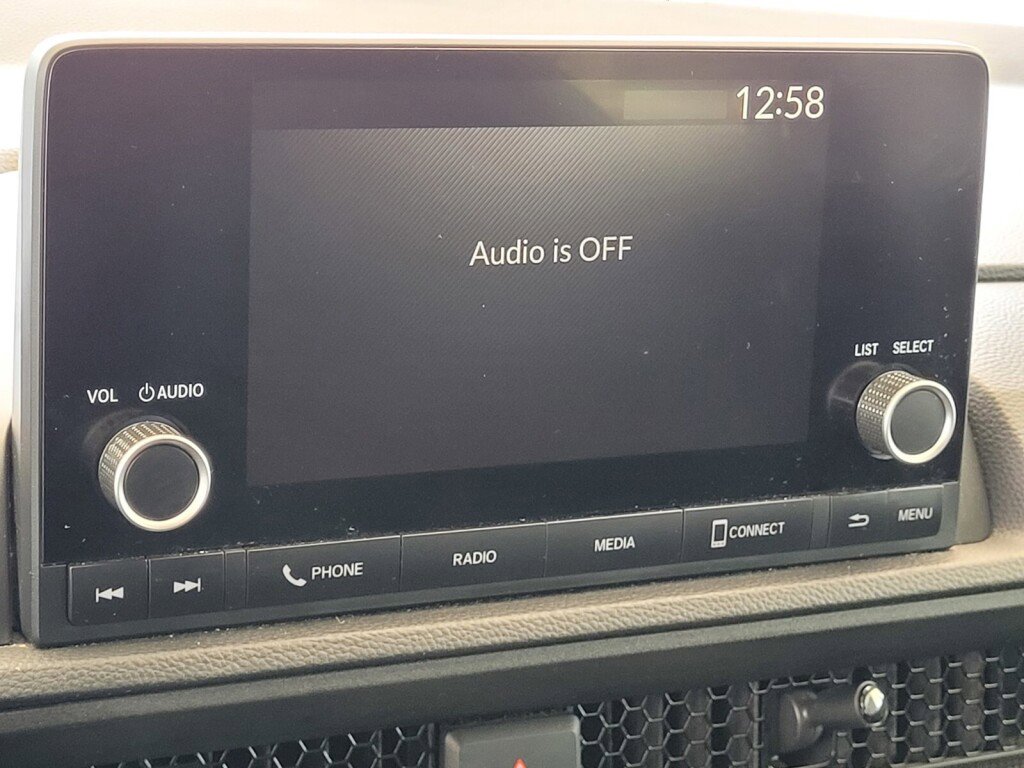 12:58
Audio is OFF
LIST SELECT
VOL AUDIO
PHONE
RADIO
MEDIA
CONNECT
MENU